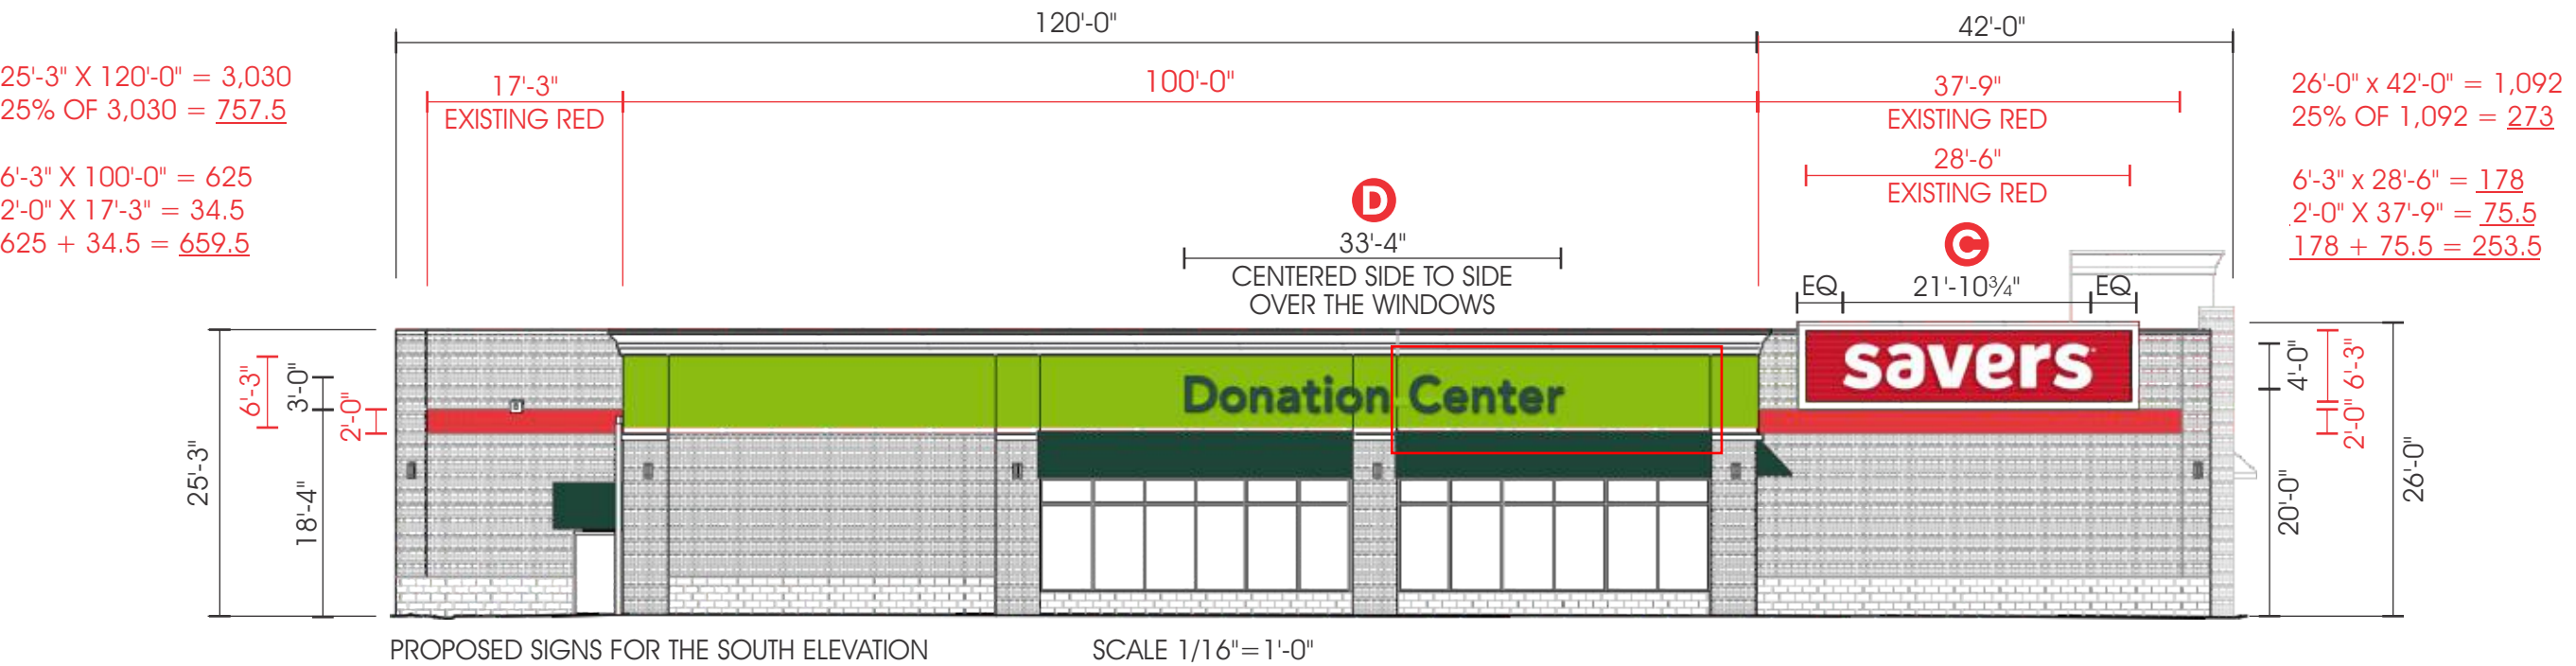 120'-0"
42'-0"
25'-3" X 120'-0" = 3,030
25% OF 3,030 = 757.5
6'-3" X 100'-0" = 625
2'-0" X 17'-3" = 34.5
625 + 34.5 = 659.5
17'-3"
EXISTING RED
100'-0"
37'-9"
EXISTING RED
28'-6"
EXISTING RED
26'-0" x 42'-0" = 1,092
25% OF 1,092 = 273
6'-3" x 28'-6" = 178
2'-0" X 37'-9" = 75.5
178 + 75.5 = 253.5
D
33'-4"
CENTERED SIDE TO SIDE
OVER THE WINDOWS
C
EQ
21'-10¾"
EQ
25'-3"
6'-3"
3'-0"
2'-0"
18'-4"
Donation Center
savers
4'-0"
6'-3"
2'-0"
20'-0"
26'-0"
PROPOSED SIGNS FOR THE SOUTH ELEVATION
SCALE 1/16"=1'-0"